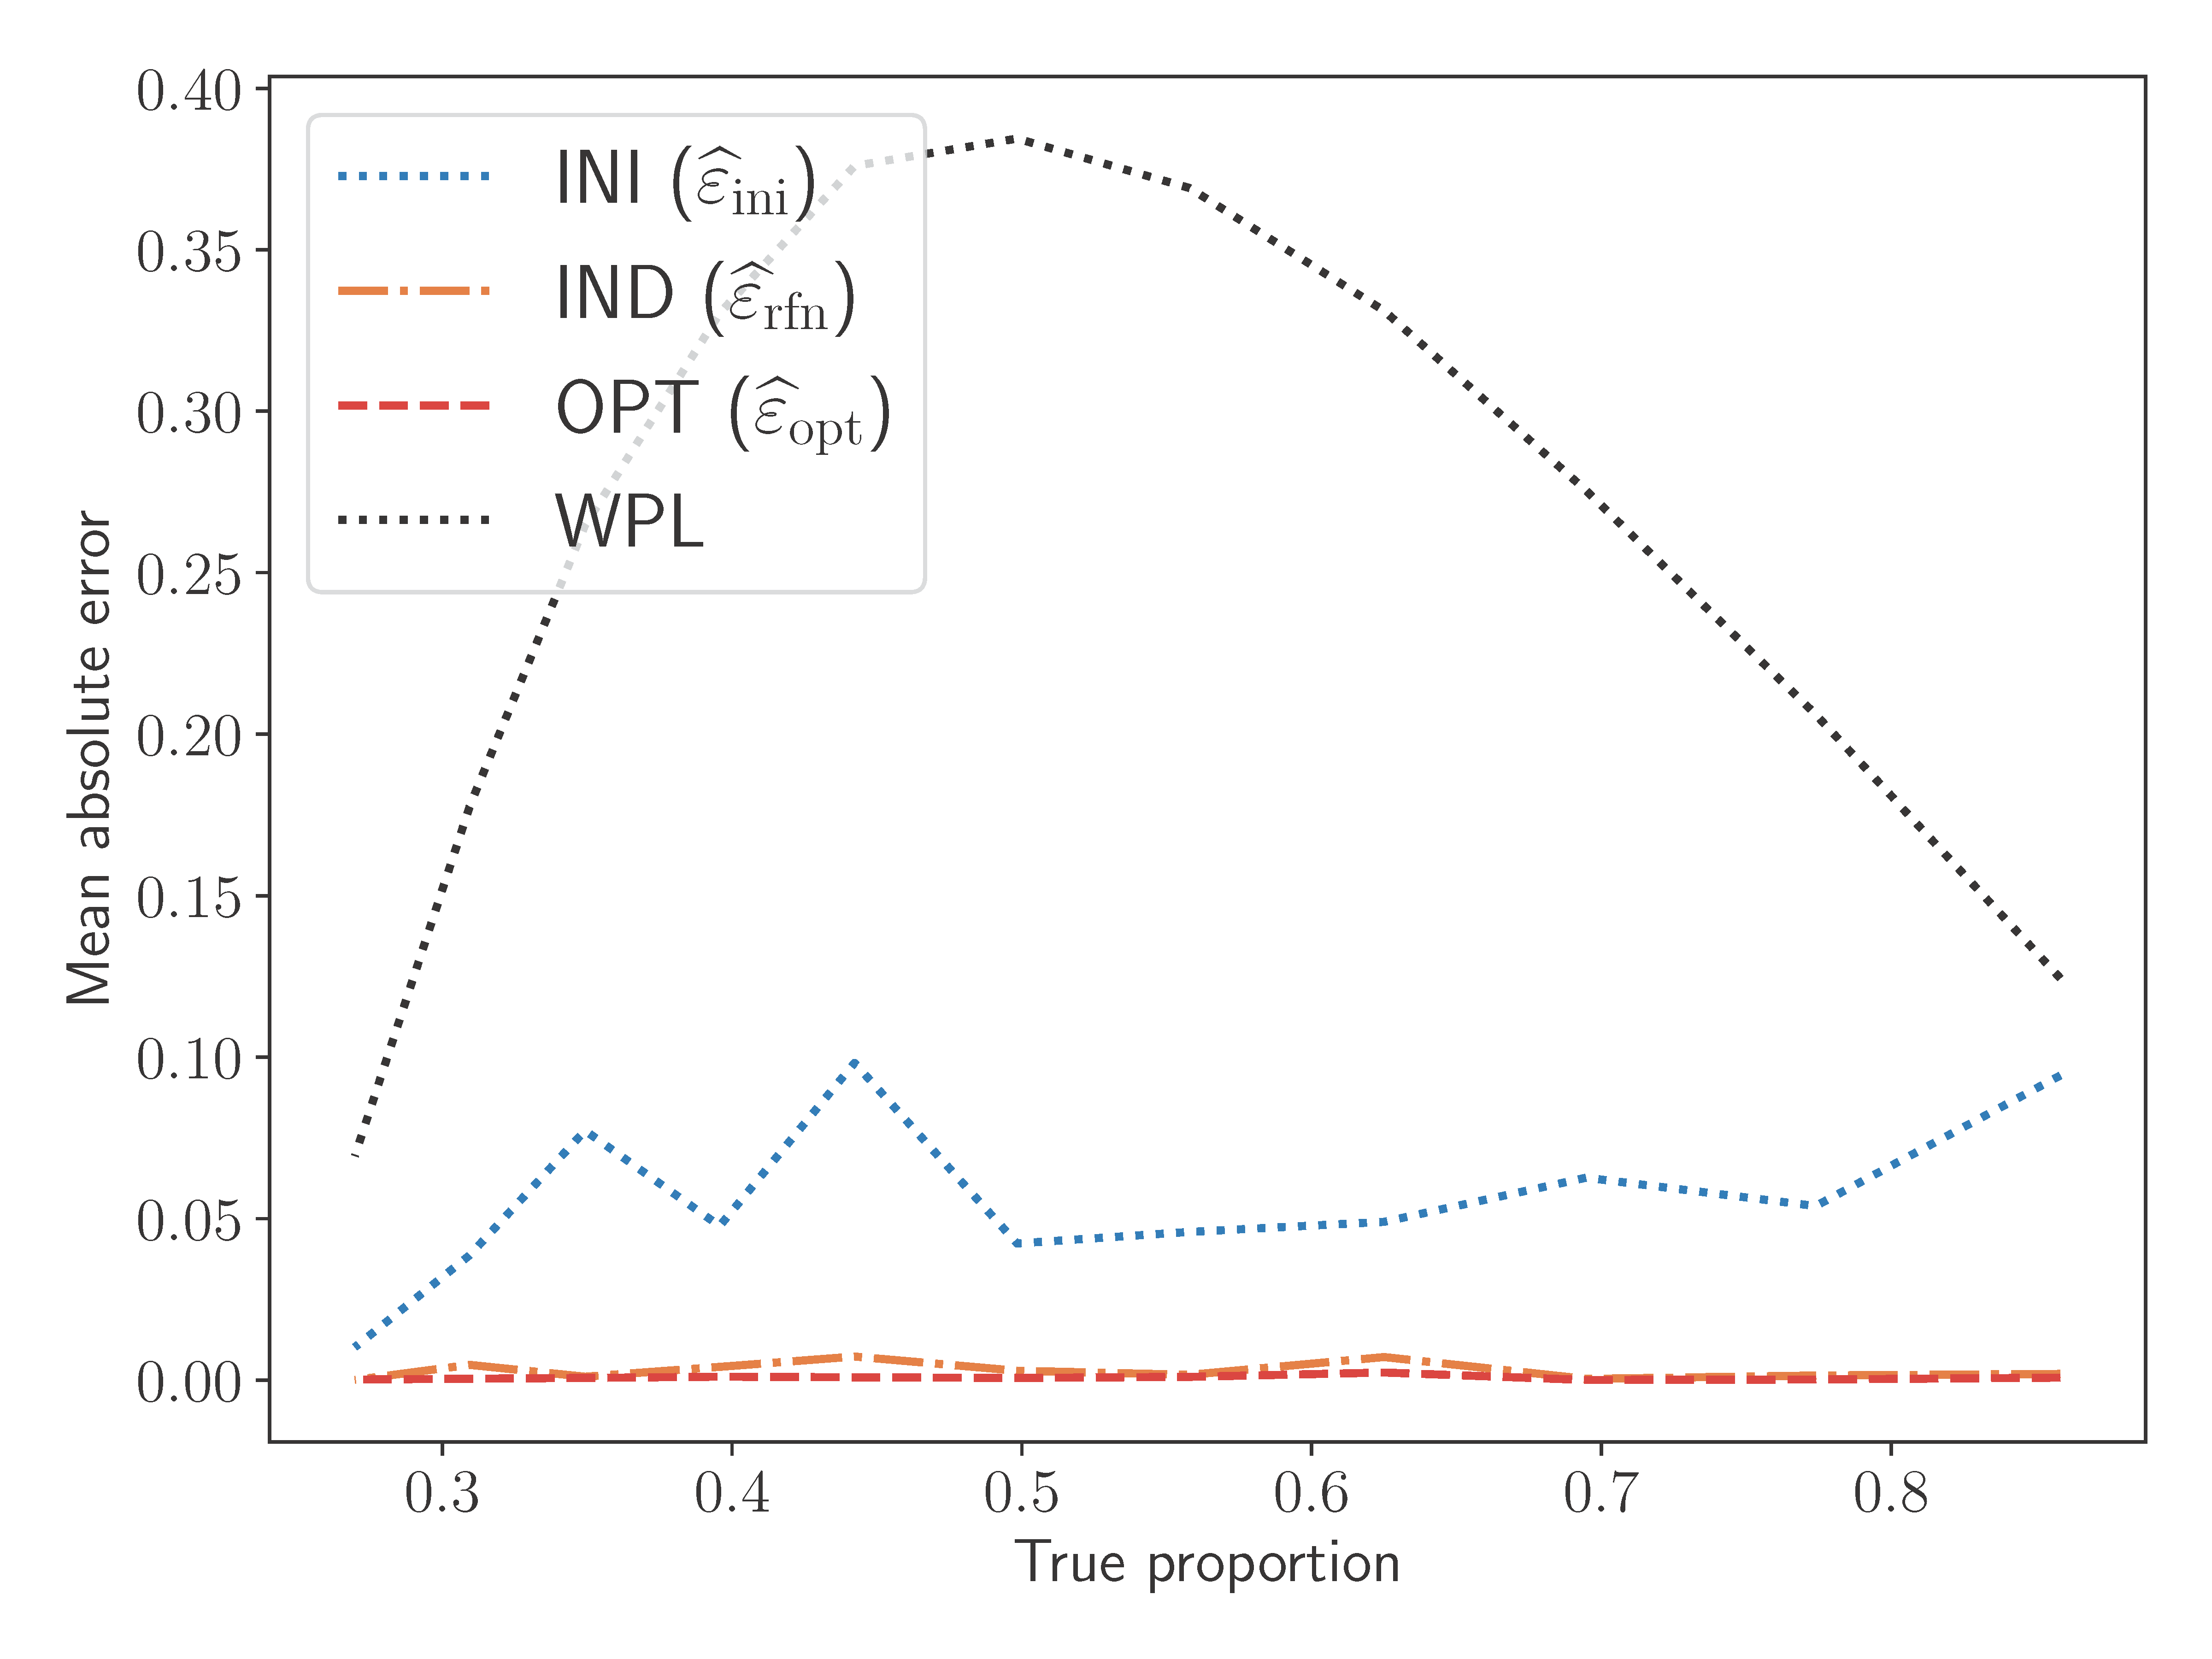 0.40
0.35
0.30
0.25
0.20
0.15
0.10
0.05
0.00
Mean absolute error
INI (ε̂ini)
IND (ε̂rfn)
OPT (ε̂opt)
WPL
0.3 0.4 0.5 0.6 0.7 0.8
True proportion